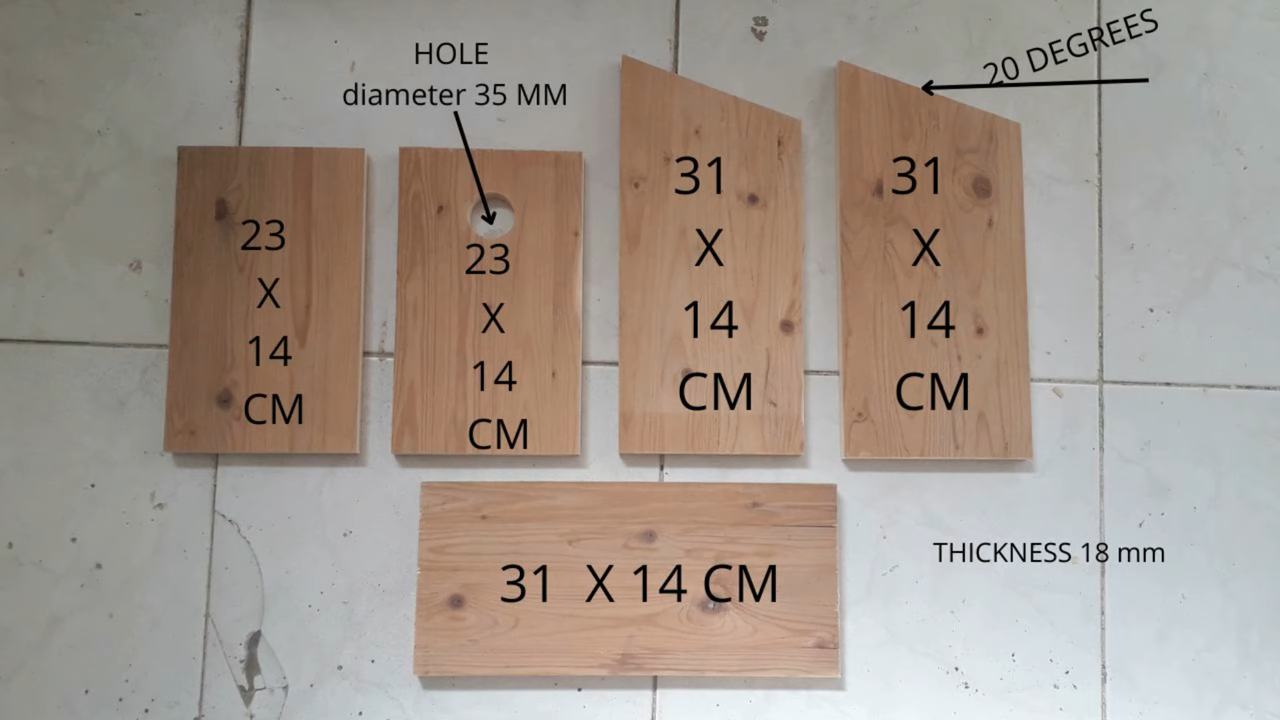 HOLE
diameter 35 MM
20 DEGREES
23
X
14
CM
23
X
14
CM
31
X
14
CM
31
X
14
CM
31 X 14 CM
THICKNESS 18 mm